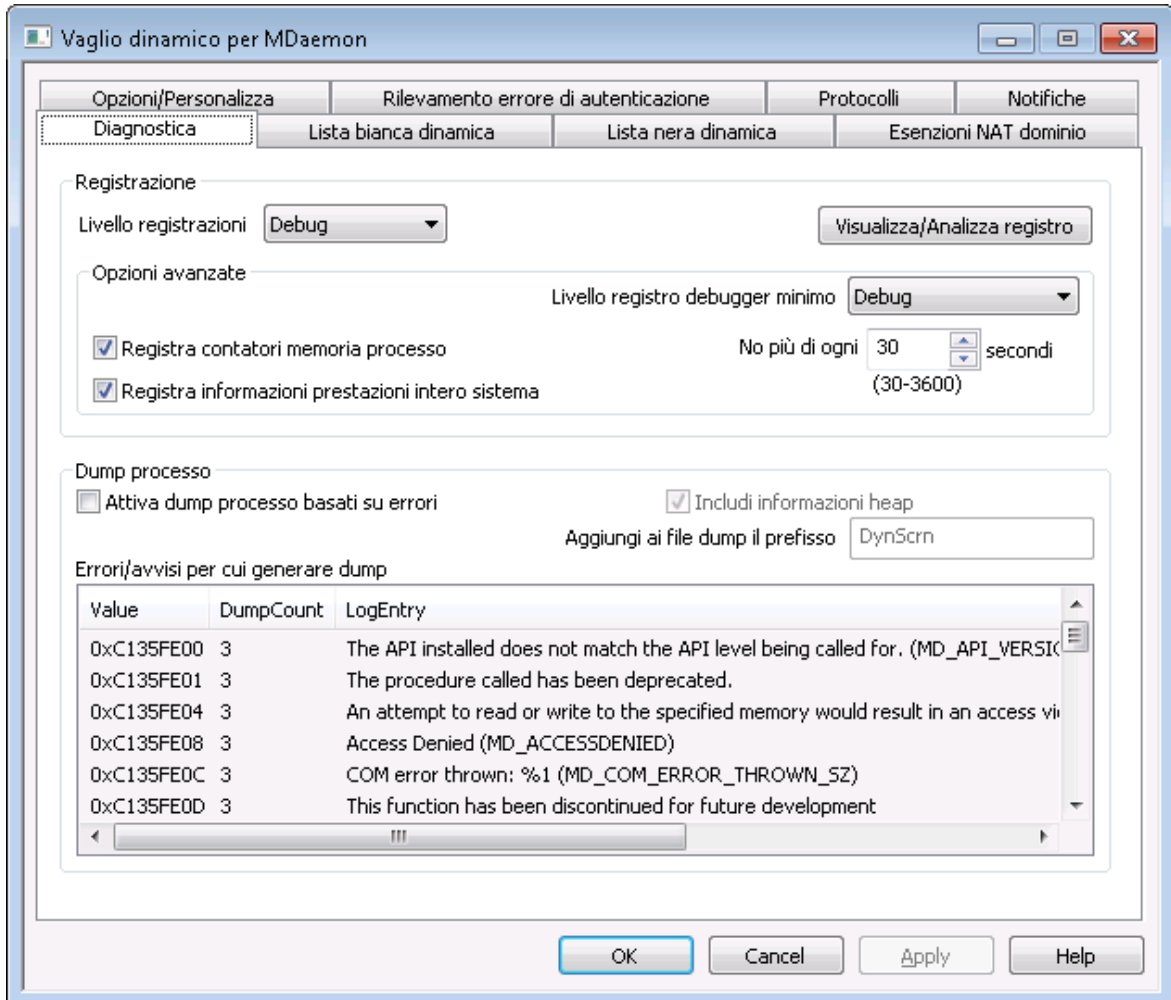 Vaglio dinamico per MDaemon
Opzioni/Personalizza Rilevamento errore di autenticazione Protocolli Notifiche
Diagnostica Lista bianca dinamica Lista nera dinamica Esenzioni NAT dominio
Registrazione
Livello registrazioni Debug Visualizza/Analizza registro
Opzioni avanzate
Livello registro debugger minimo Debug
Registra contatori memoria processo No più di ogni 30 secondi
(30-3600)
Registra informazioni prestazioni intero sistema
Dump processo
Attiva dump processo basati su errori Includi informazioni heap
Aggiungi ai file dump il prefisso DynScrn
Errori/avvisi per cui generare dump
Value DumpCount LogEntry
0xC135FE00 3 The API installed does not match the API level being called for. (MD_API_VERSIC
0xC135FE01 3 The procedure called has been deprecated.
0xC135FE04 3 An attempt to read or write to the specified memory would result in an access vi
0xC135FE08 3 Access Denied (MD_ACCESSDENIED)
0xC135FE0C 3 COM error thrown: %1 (MD_COM_ERROR_THROWN_SZ)
0xC135FE0D 3 This function has been discontinued for future development
OK Cancel Apply Help